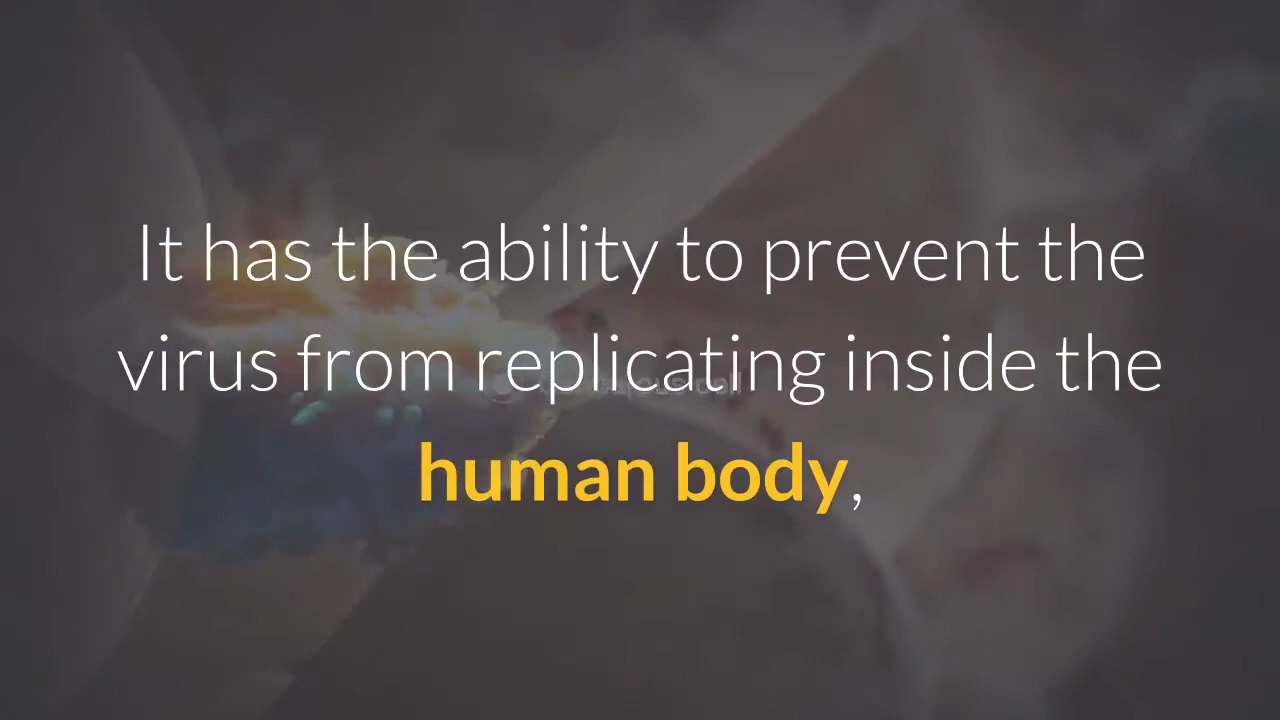 It has the ability to prevent the
virus from replicating inside the
human body,